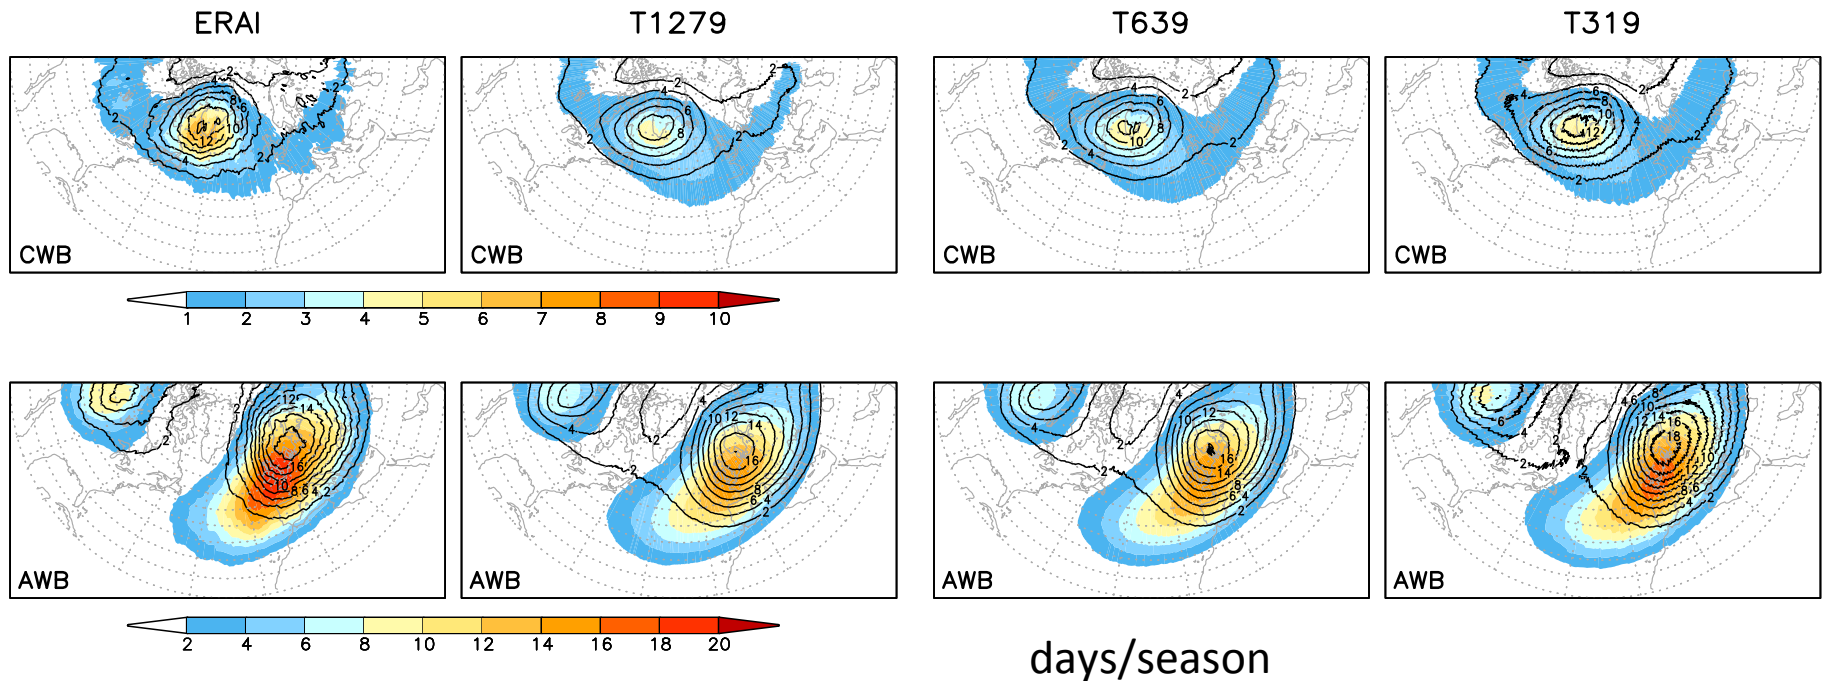 ERAI T1279 T639 T319
CWB CWB CWB CWB
1 2 3 4 5 6 7 8 9 10
AWB AWB AWB AWB
2 4 6 8 10 12 14 16 18 20
days/season